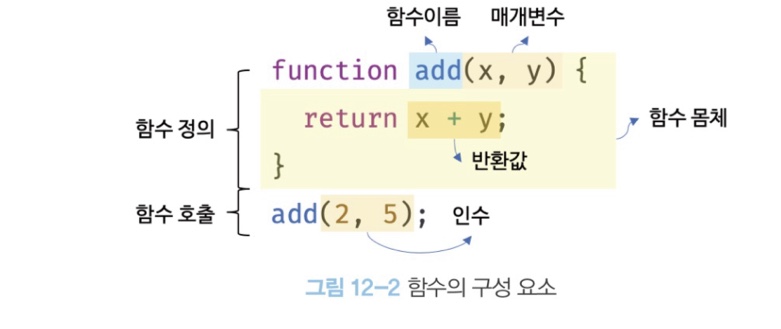 함수이름 매개변수
function add(x, y) {
함수 정의 return x + y; 함수 몸체
} 반환값
함수 호출 add(2, 5); 인수
그림 12-2 함수의 구성 요소